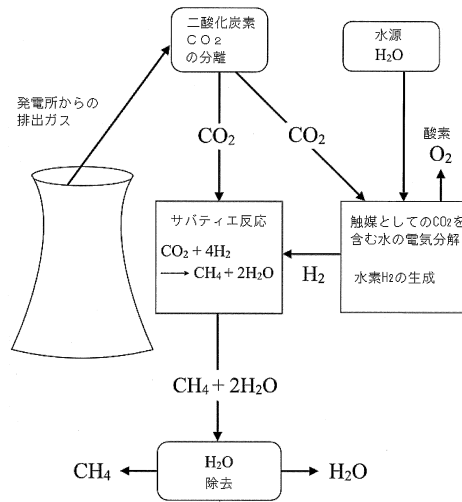 二酸化炭素
ＣＯ２
の分離
水源
H₂O
発電所からの
排出ガス
CO₂
CO₂
酸素
O₂
サバティエ反応
CO₂＋4H₂
→ CH₄＋2H₂O
H₂
触媒としてのCO₂を
含む水の電気分解
水素H₂の生成
CH₄＋2H₂O
CH₄
H₂O
除去
H₂O